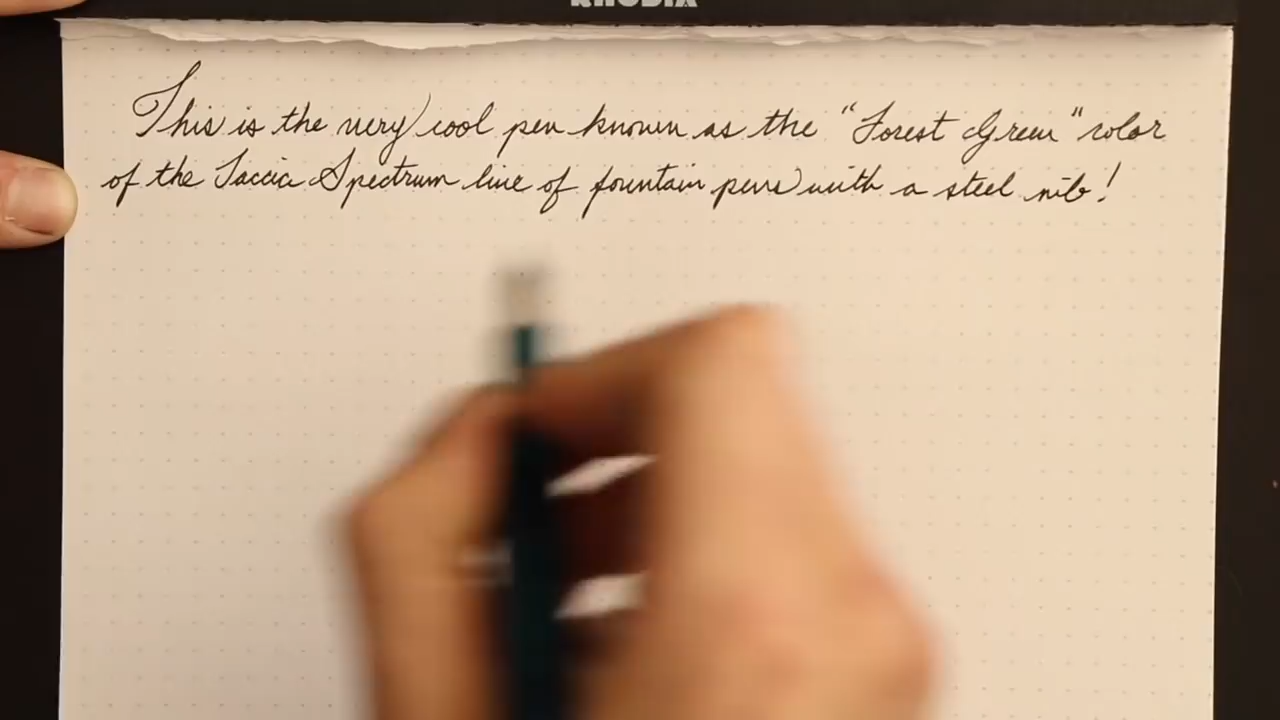 RHODIA
This is the very cool pen known as the "Forest Green" color
of the Taccia Spectrum line of fountain pens with a steel nib!